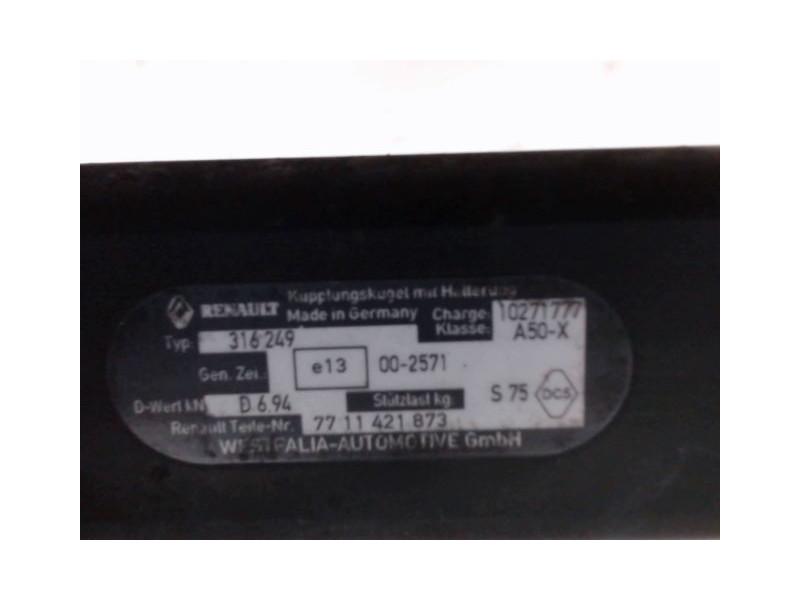 RENAULT Kupplungskugel mit Halterung
Made in Germany Charge: 10271777
Typ: 316 249 Klasse: A50-X
Gen. Zei.: e13 00-2571
D-Wert kN D 6.94 Stützlast kg. S 75 DCS
Renault Teile-Nr. 77 11 421 873
WESTFALIA-AUTOMOTIVE GmbH